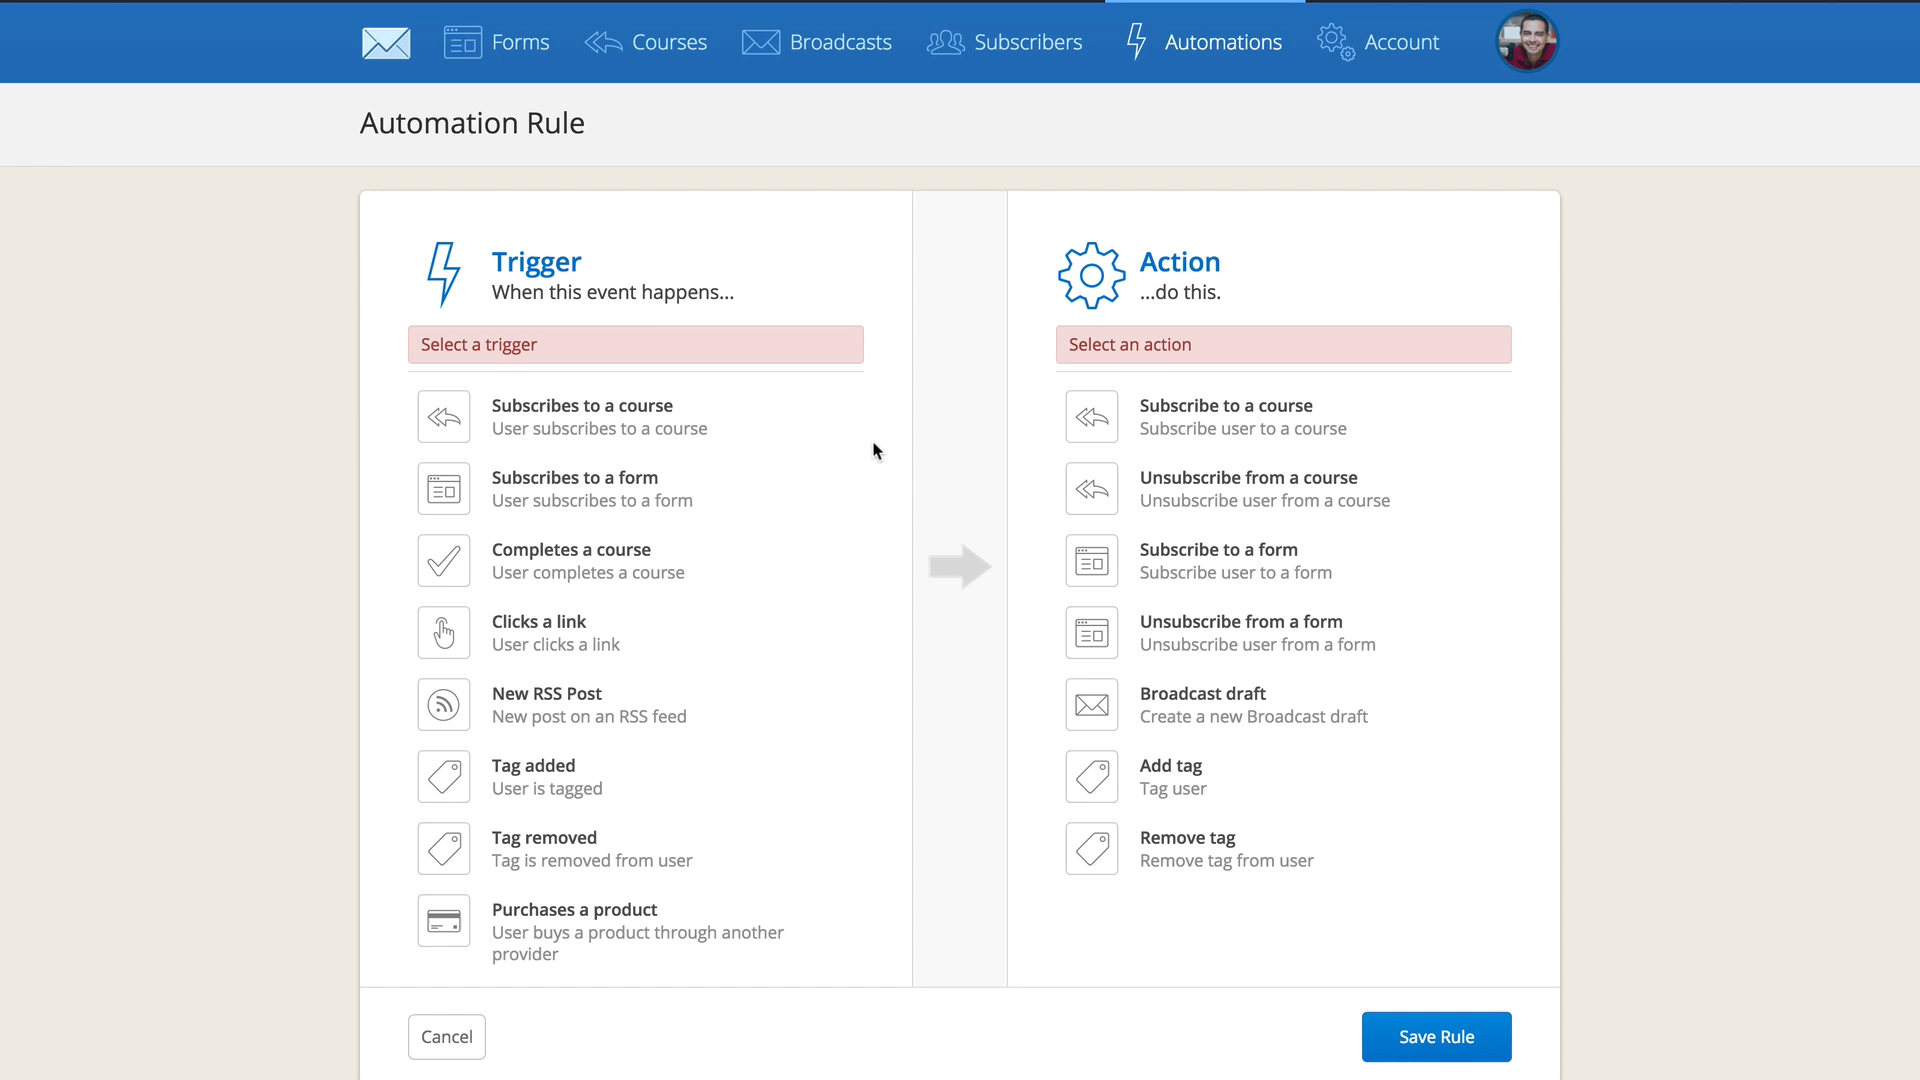 Forms
Courses
Broadcasts
Subscribers
Automations
Account
Automation Rule
Trigger
When this event happens...
Select a trigger
Subscribes to a course
User subscribes to a course
Subscribes to a form
User subscribes to a form
Completes a course
User completes a course
Clicks a link
User clicks a link
New RSS Post
New post on an RSS feed
Tag added
User is tagged
Tag removed
Tag is removed from user
Purchases a product
User buys a product through another
provider
Action
...do this.
Select an action
Subscribe to a course
Subscribe user to a course
Unsubscribe from a course
Unsubscribe user from a course
Subscribe to a form
Subscribe user to a form
Unsubscribe from a form
Unsubscribe user from a form
Broadcast draft
Create a new Broadcast draft
Add tag
Tag user
Remove tag
Remove tag from user
Cancel
Save Rule